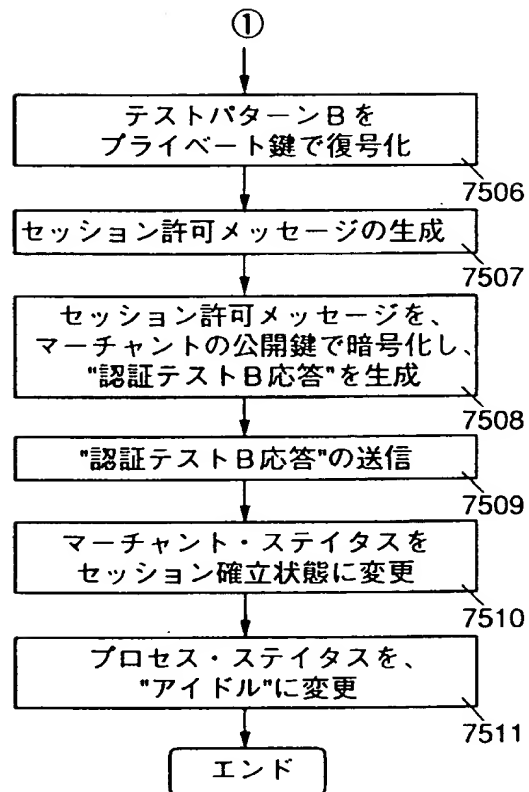 ①
テストパターンBを
プライベート鍵で復号化
7506
セッション許可メッセージの生成
7507
セッション許可メッセージを、
マーチャントの公開鍵で暗号化し、
"認証テストB応答"を生成
7508
"認証テストB応答"の送信
7509
マーチャント・ステイタスを
セッション確立状態に変更
7510
プロセス・ステイタスを、
"アイドル"に変更
7511
エンド